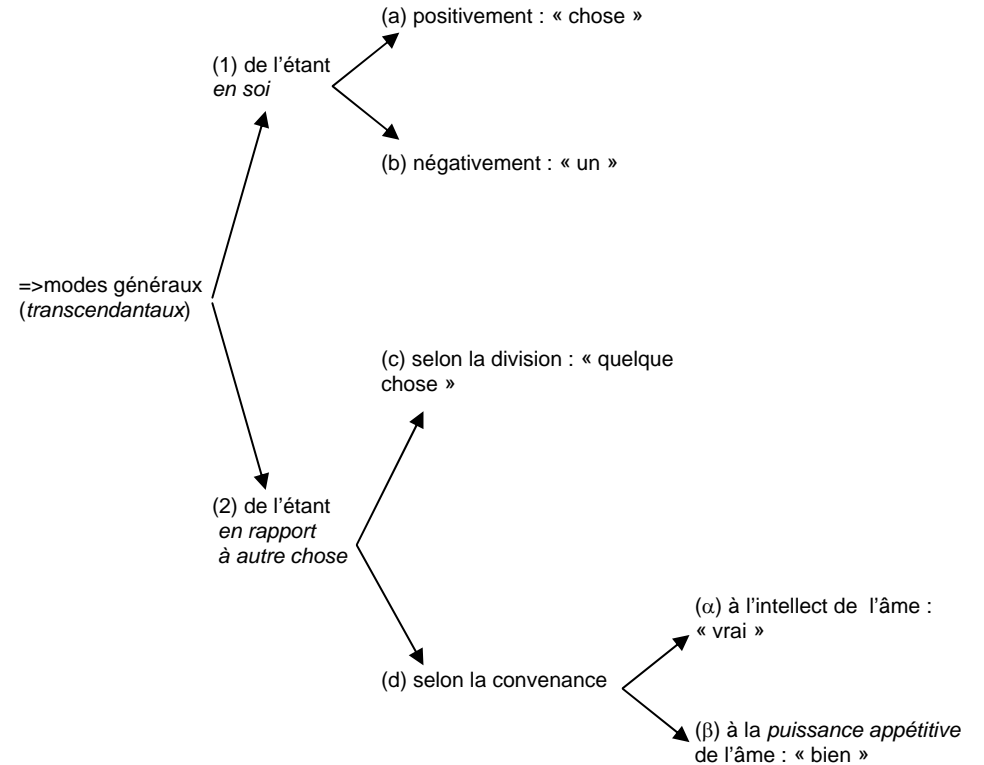 (a) positivement : « chose »
(1) de l’étant
en soi
(b) négativement : « un »
=>modes généraux
(transcendantaux)
(c) selon la division : « quelque
chose »
(2) de l’étant
en rapport
à autre chose
(α) à l’intellect de l’âme :
« vrai »
(d) selon la convenance
(β) à la puissance appétitive
de l’âme : « bien »